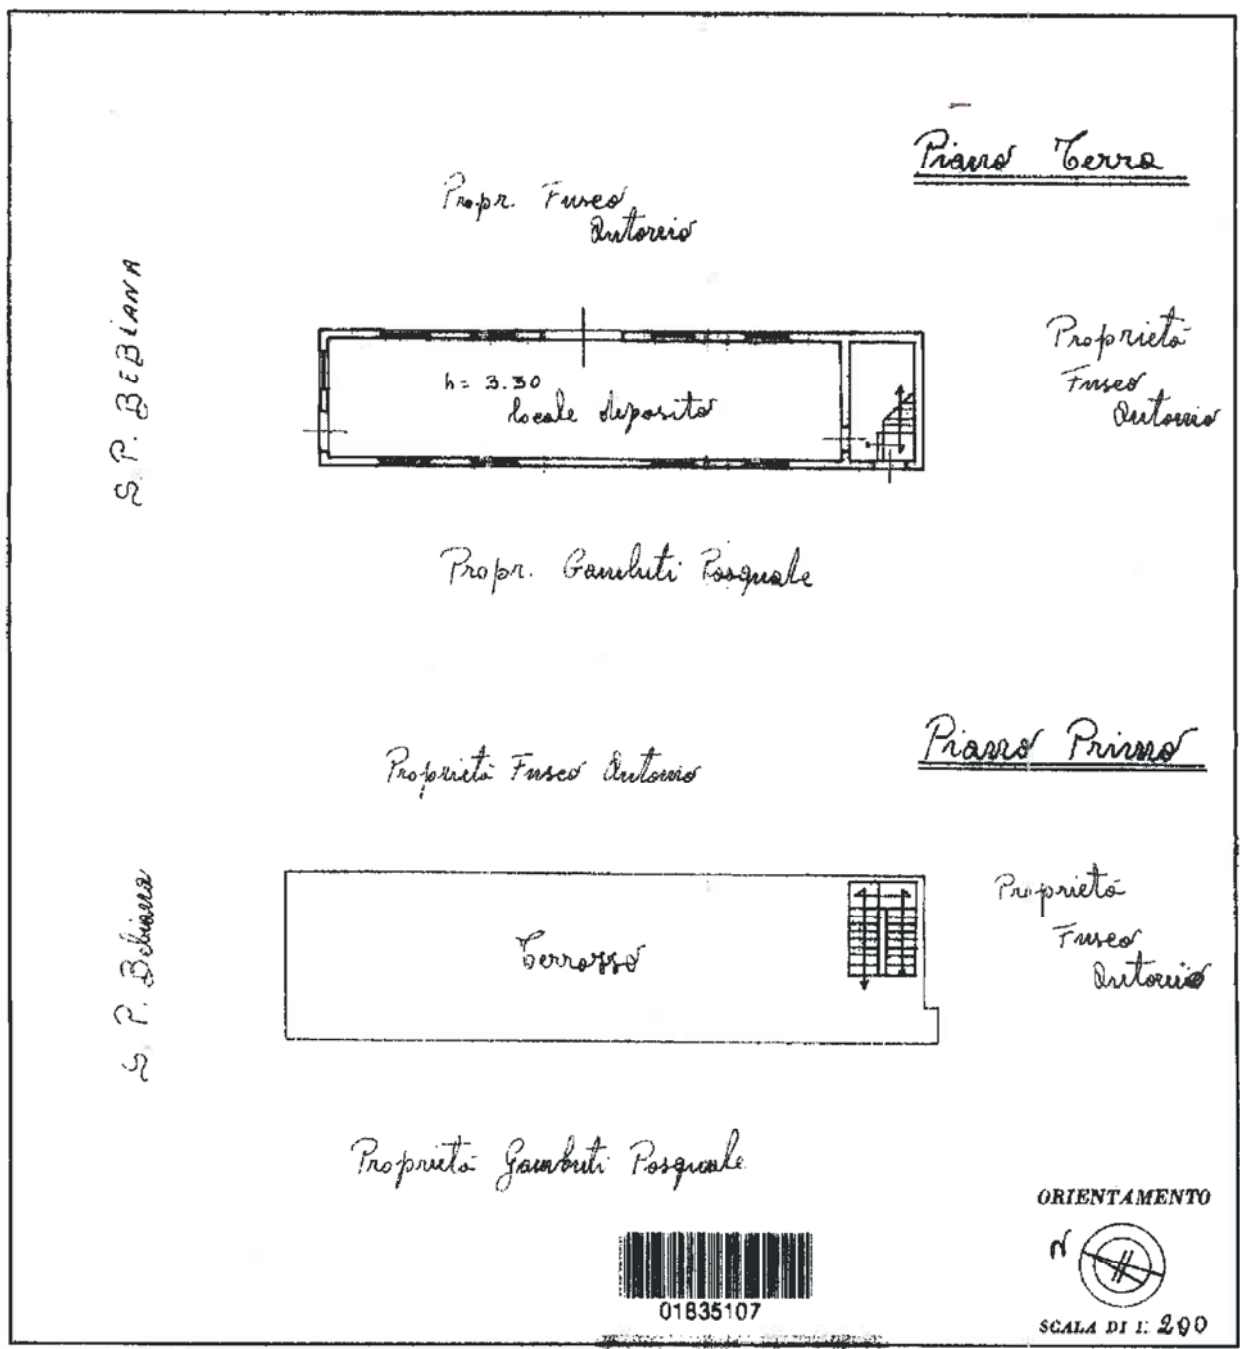 Piano Terra
Propr. Fusco
Antonio
S. P. BEBIANA
Proprietà
Fusco
Antonio
h = 3.30
locale deposito
Propr. Gambuti Pasquale
Piano Primo
Proprietà Fusco Antonio
S. P. Bebiana
Proprietà
Fusco
Antonio
Terrazzo
Proprietà Gambuti Pasquale
ORIENTAMENTO
N
01835107
SCALA DI 1: 200